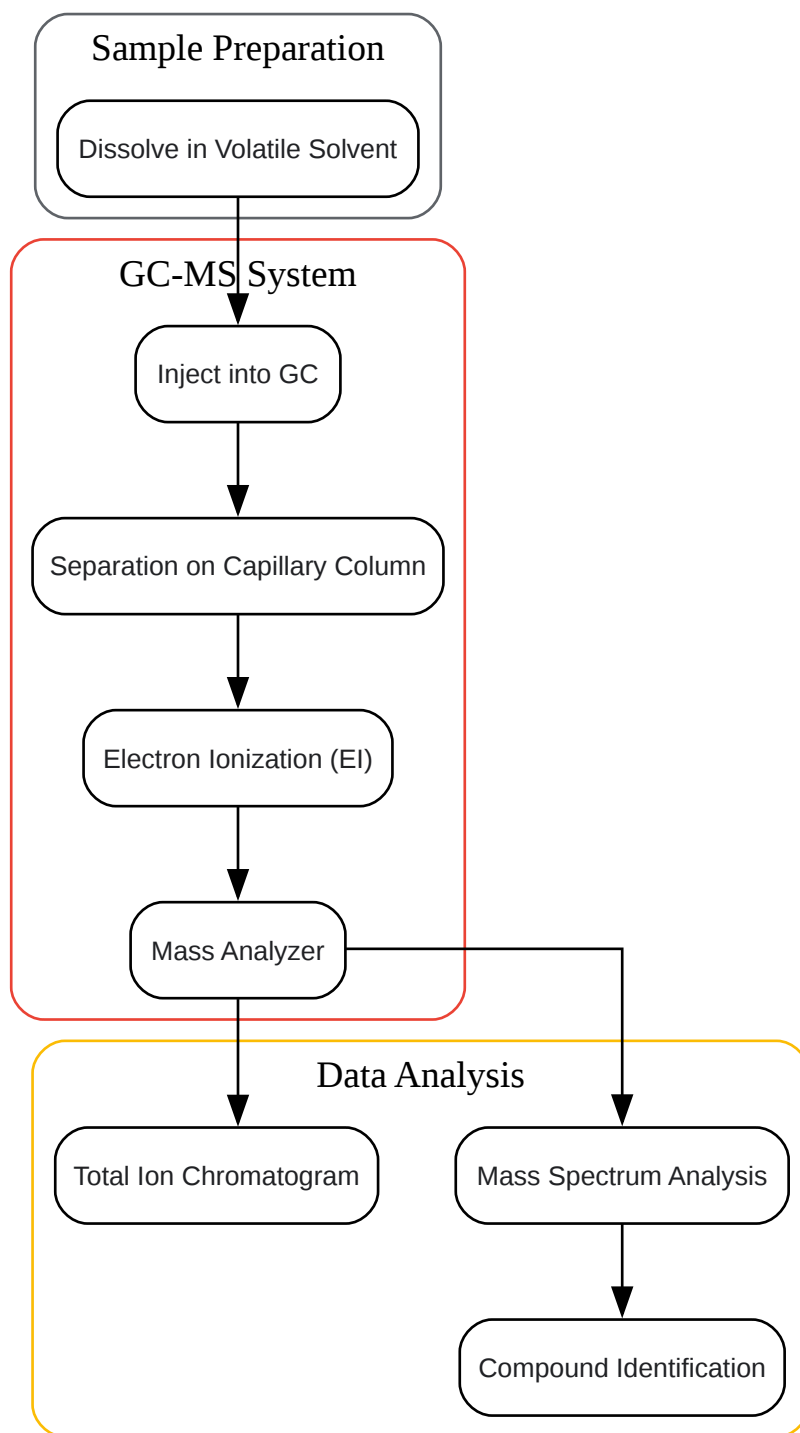 Sample Preparation
Dissolve in Volatile Solvent
GC-MS System
Inject into GC
Separation on Capillary Column
Electron Ionization (EI)
Mass Analyzer
Data Analysis
Total Ion Chromatogram
Mass Spectrum Analysis
Compound Identification